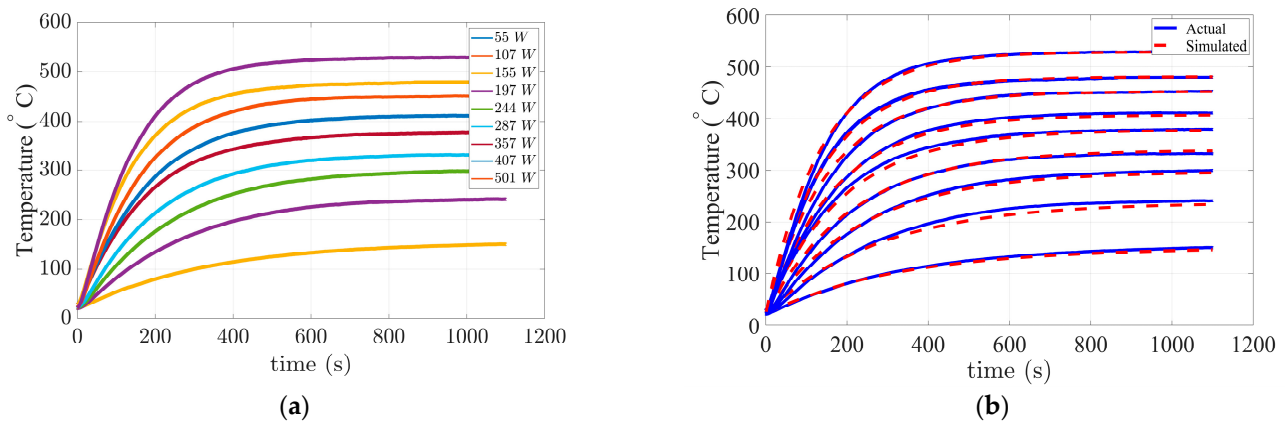 600
500
400
300
200
100
0
Temperature (° C)
0 200 400 600 800 1000 1200
time (s)
55 W
107 W
155 W
197 W
244 W
287 W
357 W
407 W
501 W
(a)
600
500
400
300
200
100
0
Temperature (° C)
0 200 400 600 800 1000 1200
time (s)
Actual
Simulated
(b)